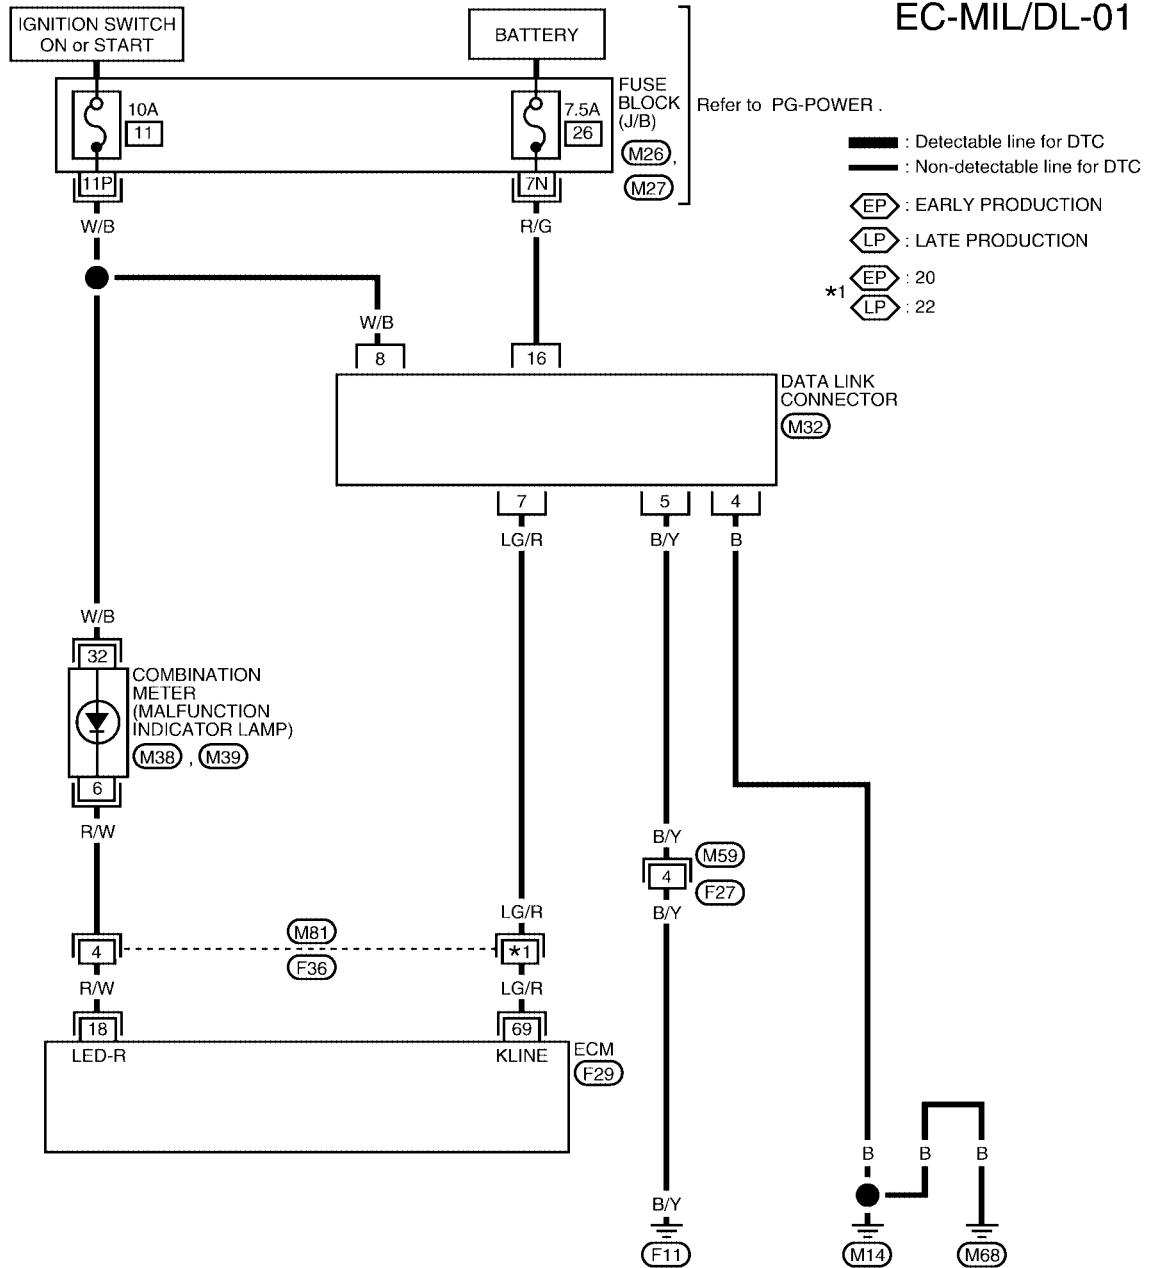 EC-MIL/DL-01
IGNITION SWITCH
ON or START
BATTERY
10A
11
7.5A
26
FUSE
BLOCK
(J/B)
M26 ,
M27
Refer to PG-POWER .
: Detectable line for DTC
: Non-detectable line for DTC
EP : EARLY PRODUCTION
LP : LATE PRODUCTION
*1 EP : 20
LP : 22
11P
7N
W/B
R/G
W/B
8
16
DATA LINK
CONNECTOR
M32
7
5
4
LG/R
B/Y
B
W/B
32
COMBINATION
METER
(MALFUNCTION
INDICATOR LAMP)
M38 , M39
6
R/W
B/Y
4
M59
F27
B/Y
LG/R
4
M81
F36
*1
R/W
LG/R
18
69
LED-R
KLINE
ECM
F29
B
B
B
B/Y
F11
M14
M68